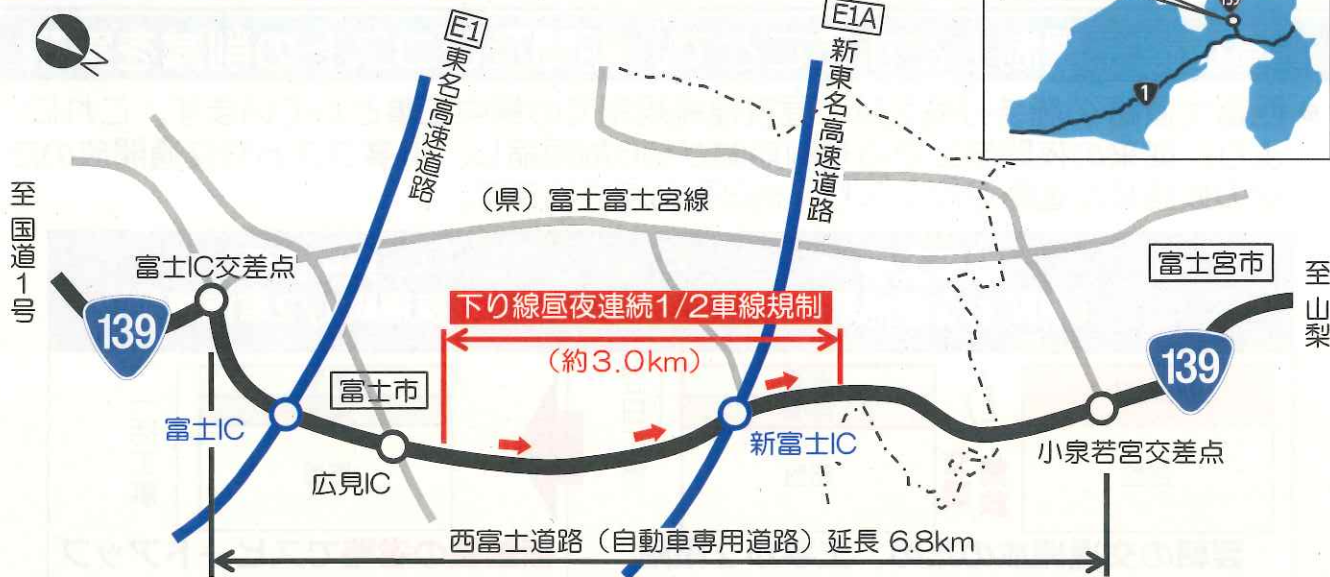 E1
東名高速道路
E1A
新東名高速道路
1
至 国道1号
(県)富士富士宮線
富士宮市
至 山梨
富士IC交差点
139
下り線昼夜連続1/2車線規制
(約3.0km)
139
富士市
富士IC
新富士IC
小泉若宮交差点
広見IC
西富士道路(自動車専用道路)延長 6.8km